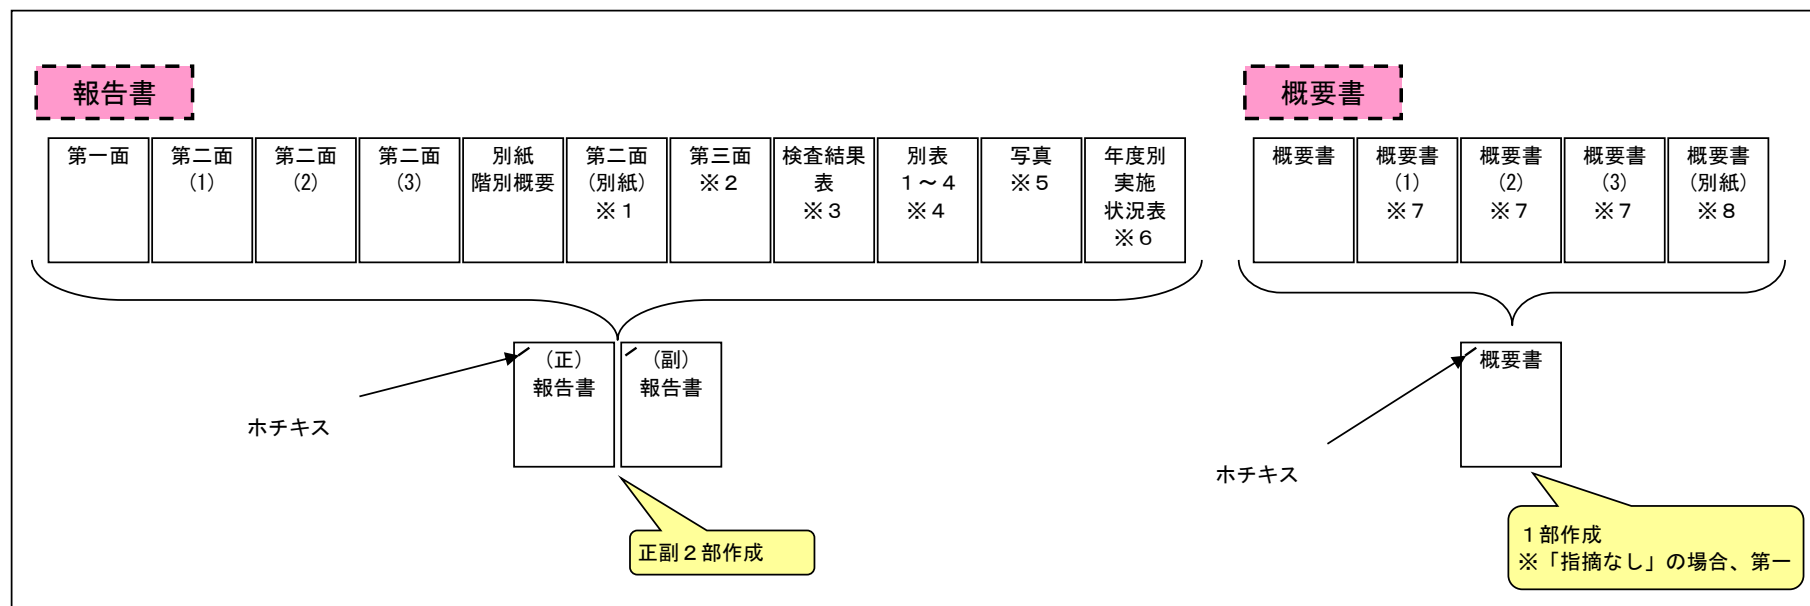 報告書
第一面
第二面
(1)
第二面
(2)
第二面
(3)
別紙
階別概要
第二面
(別紙)
※１
第三面
※２
検査結果
表
※３
別表
１～４
※４
写真
※５
年度別
実施
状況表
※６
(正)
報告書
(副)
報告書
ホチキス
正副２部作成
概要書
概要書
概要書
(1)
※７
概要書
(2)
※７
概要書
(3)
※７
概要書
(別紙)
※８
概要書
ホチキス
１部作成
※「指摘なし」の場合、第一